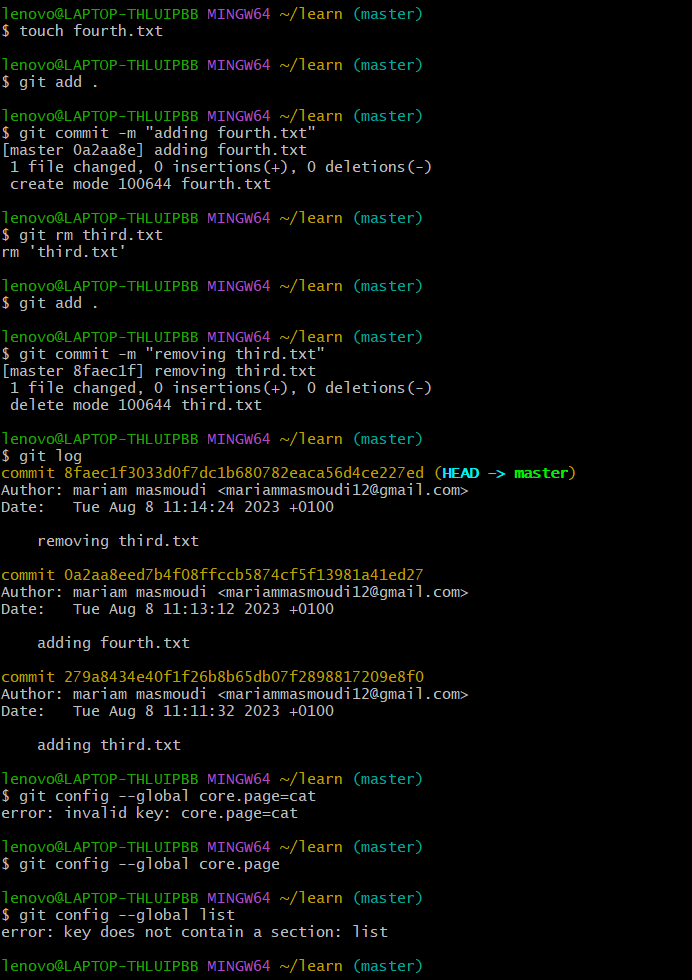 lenovo@LAPTOP-THLUIPBB MINGW64 ~/learn (master)
$ touch fourth.txt
lenovo@LAPTOP-THLUIPBB MINGW64 ~/learn (master)
$ git add .
lenovo@LAPTOP-THLUIPBB MINGW64 ~/learn (master)
$ git commit -m "adding fourth.txt"
[master 0a2aa8e] adding fourth.txt
 1 file changed, 0 insertions(+), 0 deletions(-)
 create mode 100644 fourth.txt
lenovo@LAPTOP-THLUIPBB MINGW64 ~/learn (master)
$ git rm third.txt
rm 'third.txt'
lenovo@LAPTOP-THLUIPBB MINGW64 ~/learn (master)
$ git add .
lenovo@LAPTOP-THLUIPBB MINGW64 ~/learn (master)
$ git commit -m "removing third.txt"
[master 8faec1f] removing third.txt
 1 file changed, 0 insertions(+), 0 deletions(-)
 delete mode 100644 third.txt
lenovo@LAPTOP-THLUIPBB MINGW64 ~/learn (master)
$ git log
commit 8faec1f3033d0f7dc1b680782eaca56d4ce227ed (HEAD -> master)
Author: mariam masmoudi <mariammasmoudi12@gmail.com>
Date:   Tue Aug 8 11:14:24 2023 +0100
    removing third.txt
commit 0a2aa8eed7b4f08ffccb5874cf5f13981a41ed27
Author: mariam masmoudi <mariammasmoudi12@gmail.com>
Date:   Tue Aug 8 11:13:12 2023 +0100
    adding fourth.txt
commit 279a8434e40f1f26b8b65db07f2898817209e8f0
Author: mariam masmoudi <mariammasmoudi12@gmail.com>
Date:   Tue Aug 8 11:11:32 2023 +0100
    adding third.txt
lenovo@LAPTOP-THLUIPBB MINGW64 ~/learn (master)
$ git config --global core.page=cat
error: invalid key: core.page=cat
lenovo@LAPTOP-THLUIPBB MINGW64 ~/learn (master)
$ git config --global core.page
lenovo@LAPTOP-THLUIPBB MINGW64 ~/learn (master)
$ git config --global list
error: key does not contain a section: list
lenovo@LAPTOP-THLUIPBB MINGW64 ~/learn (master)